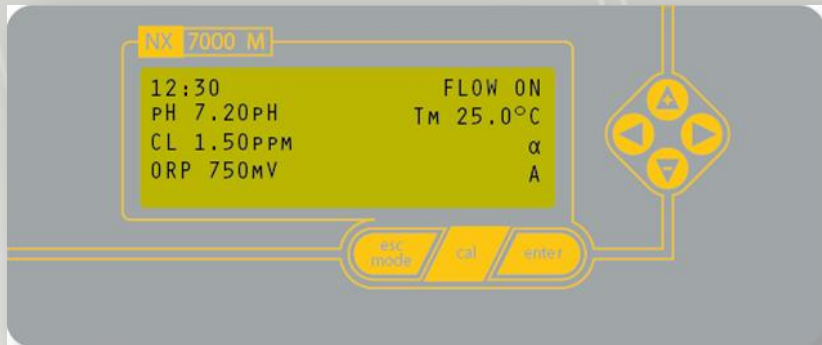 NX 7000 M
12:30 FLOW ON
pH 7.20pH Tm 25.0°C
CL 1.50PPM α
ORP 750mV A
+
-
esc mode cal enter